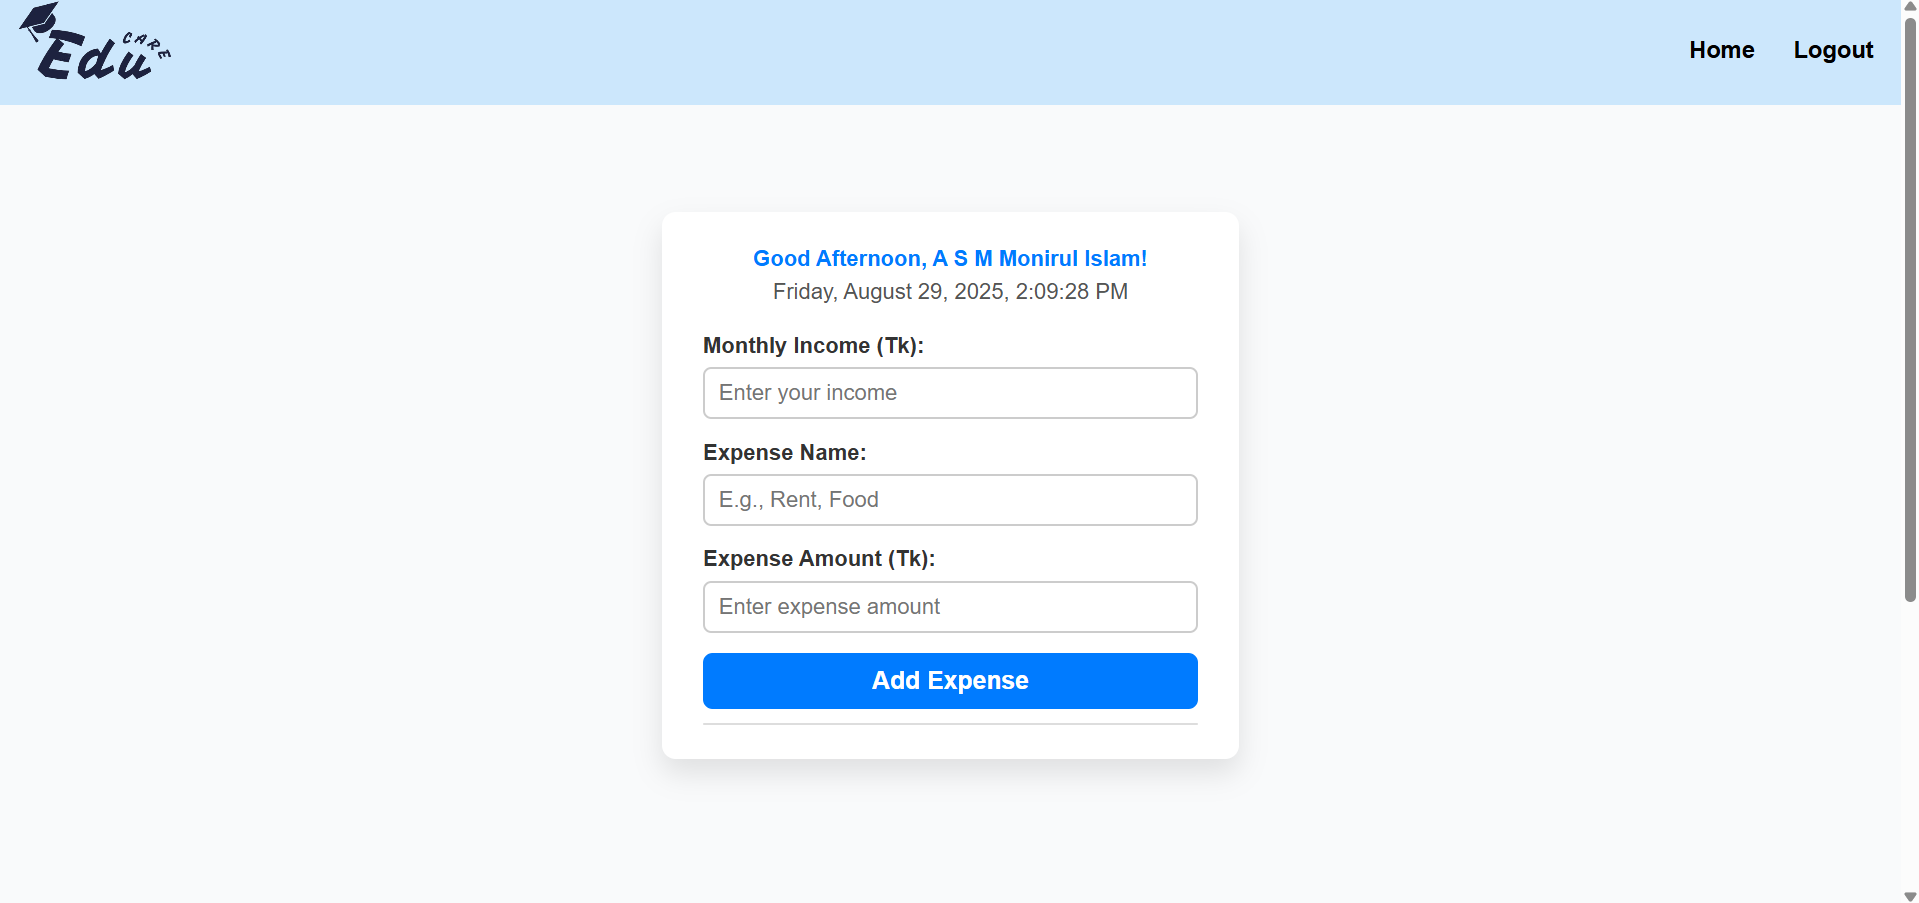 Edu CARE
Home
Logout
Good Afternoon, A S M Monirul Islam!
Friday, August 29, 2025, 2:09:28 PM
Monthly Income (Tk):
Enter your income
Expense Name:
E.g., Rent, Food
Expense Amount (Tk):
Enter expense amount
Add Expense